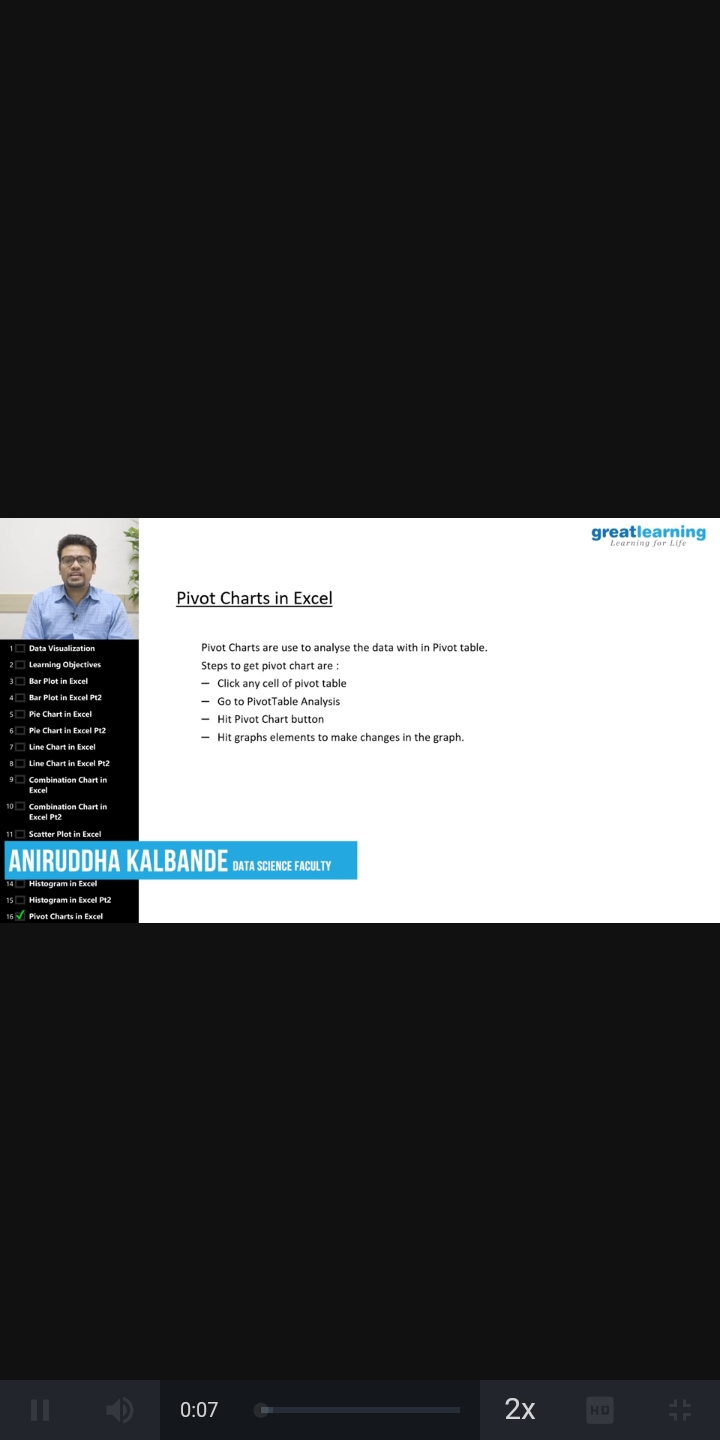 greatlearning
Learning for Life
Pivot Charts in Excel
Pivot Charts are use to analyse the data with in Pivot table.
Steps to get pivot chart are :
— Click any cell of pivot table
— Go to PivotTable Analysis
— Hit Pivot Chart button
— Hit graphs elements to make changes in the graph.
1 Data Visualization
2 Learning Objectives
3 Bar Plot in Excel
4 Bar Plot in Excel Pt2
5 Pie Chart in Excel
6 Pie Chart in Excel Pt2
7 Line Chart in Excel
8 Line Chart in Excel Pt2
9 Combination Chart in
Excel
10 Combination Chart in
Excel Pt2
11 Scatter Plot in Excel
ANIRUDDHA KALBANDE DATA SCIENCE FACULTY
14 Histogram in Excel
15 Histogram in Excel Pt2
16 Pivot Charts in Excel
0:07
2x
HD